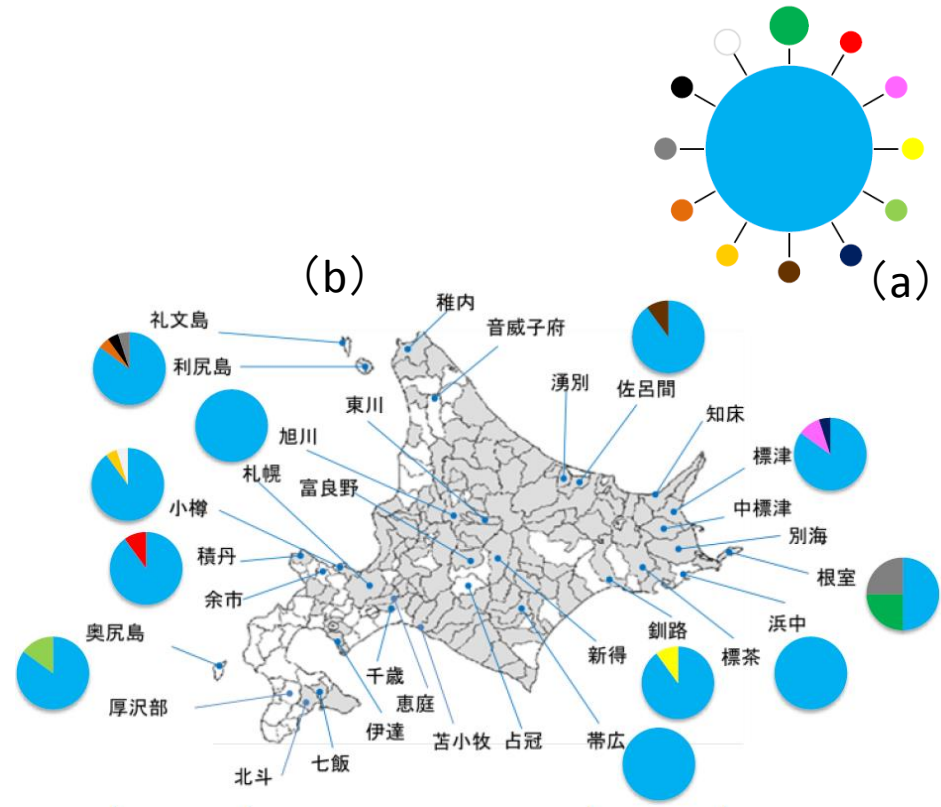 (a)
(b)
稚内
礼文島
音威子府
利尻島
湧別
佐呂間
東川
知床
旭川
標津
札幌
富良野
中標津
小樽
別海
積丹
根室
余市
浜中
奥尻島
釧路
新得
標茶
千歳
恵庭
厚沢部
伊達
苫小牧
占冠
帯広
七飯
北斗